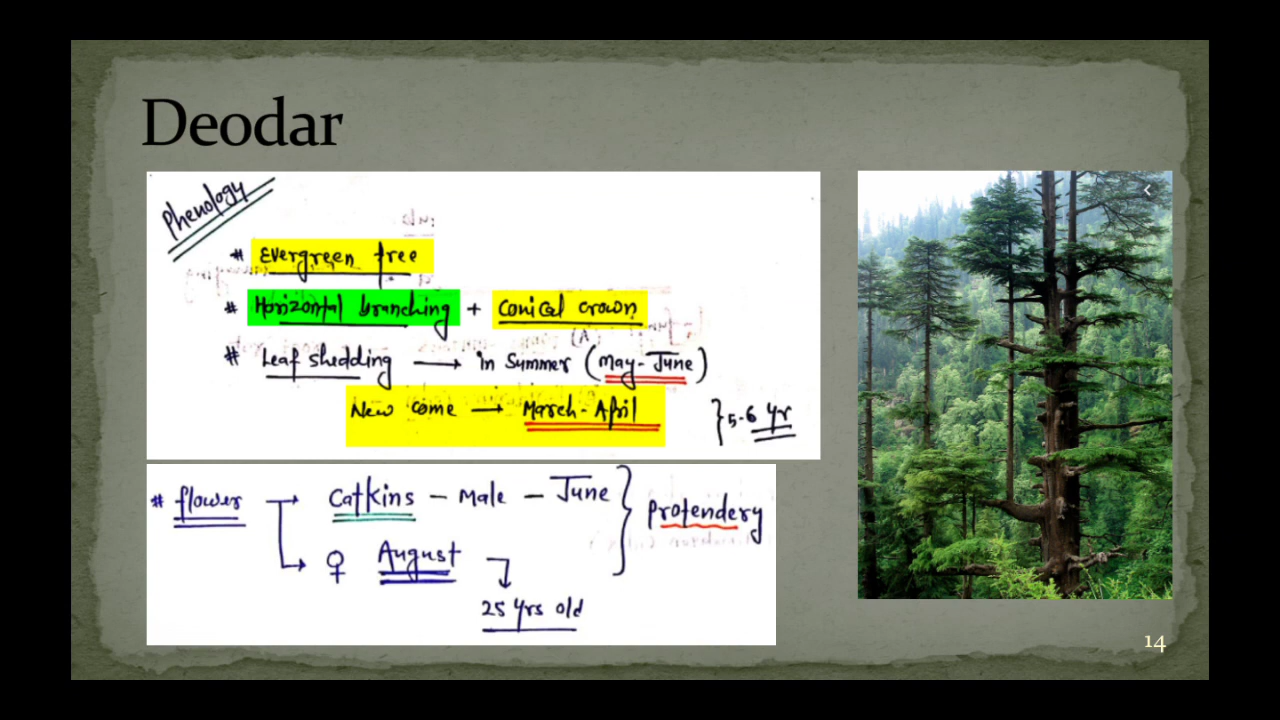 Deodar
Phenology
# Evergreen tree
# Horizontal branching + Conical crown
# Leaf shedding → in Summer (May-June)
New come → March-April } 5-6 yr
# flower → Catkins - Male - June } Protendery
→ ♀ August
25 yrs old
14